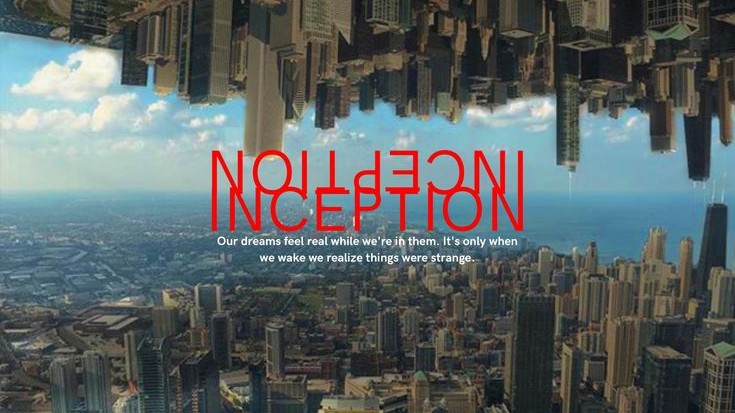 INCEPTION
INCEPTION
Our dreams feel real while we're in them. It's only when
we wake we realize things were strange.